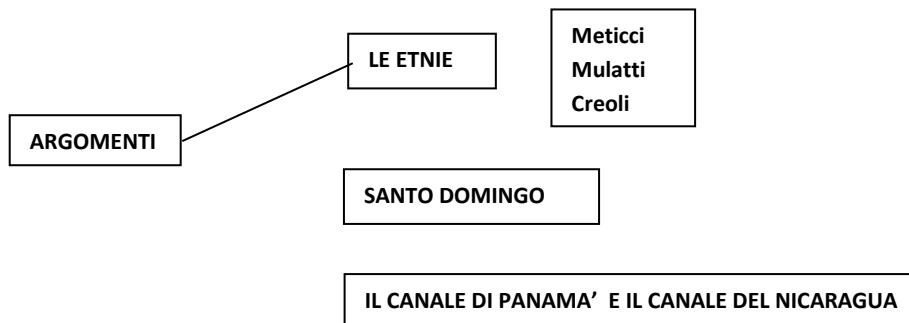 ARGOMENTI
LE ETNIE
Meticci
Mulatti
Creoli
SANTO DOMINGO
IL CANALE DI PANAMA’ E IL CANALE DEL NICARAGUA